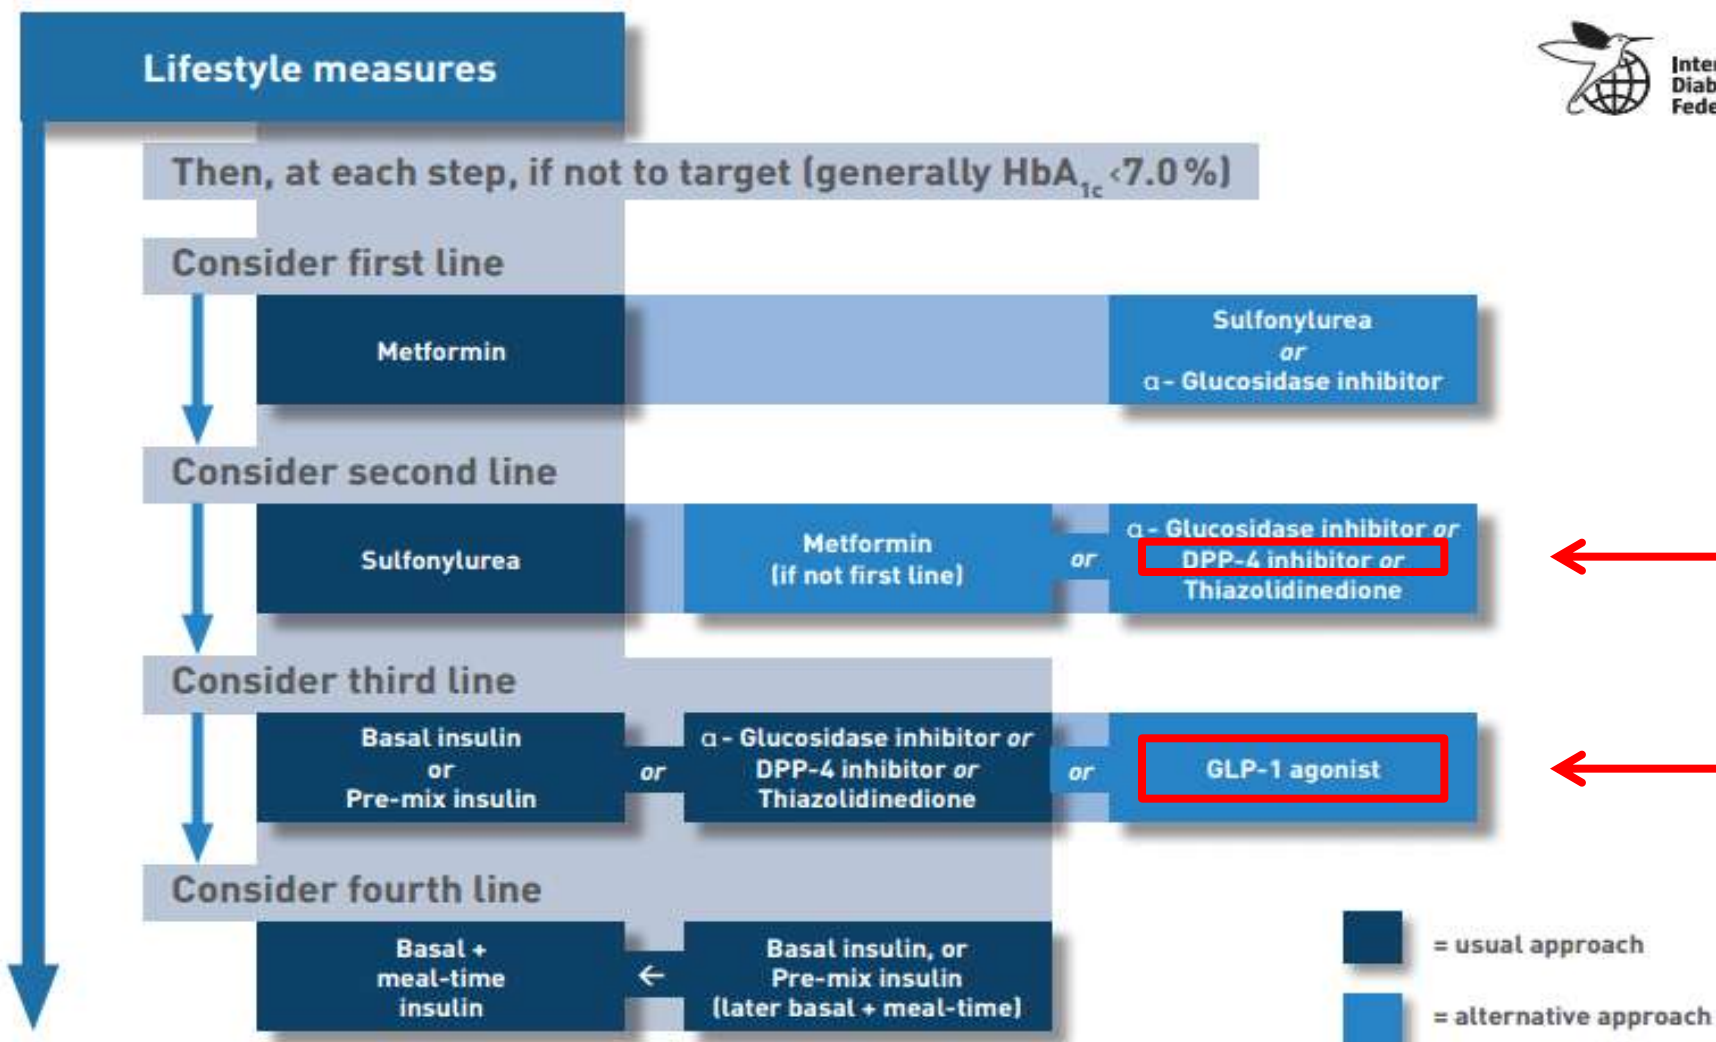 Lifestyle measures
Inter
Diab
Fede
Then, at each step, if not to target (generally HbA1c <7.0%)
Consider first line
Metformin
Sulfonylurea
or
α - Glucosidase inhibitor
Consider second line
Sulfonylurea
Metformin
(if not first line)
or
α - Glucosidase inhibitor or
DPP-4 inhibitor or
Thiazolidinedione
Consider third line
Basal insulin
or
Pre-mix insulin
or
α - Glucosidase inhibitor or
DPP-4 inhibitor or
Thiazolidinedione
or
GLP-1 agonist
Consider fourth line
Basal +
meal-time
insulin
←
Basal insulin, or
Pre-mix insulin
(later basal + meal-time)
= usual approach
= alternative approach